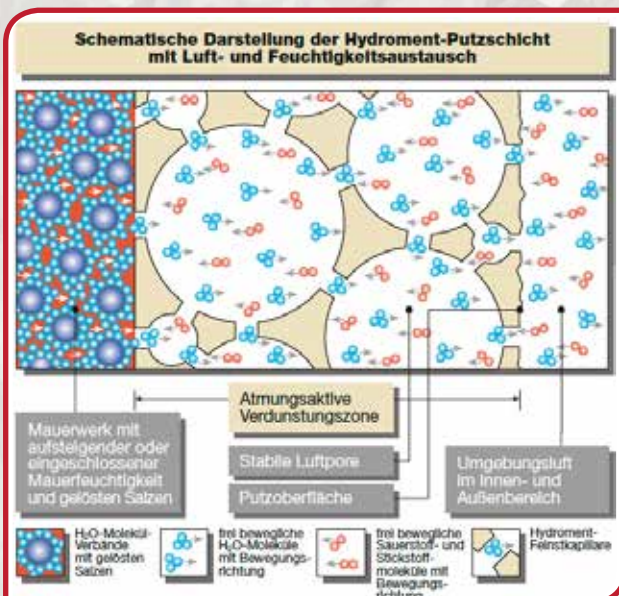 Schematische Darstellung der Hydroment-Putzschicht
mit Luft- und Feuchtigkeitsaustausch
Atmungsaktive
Verdunstungszone
Mauerwerk mit
aufsteigender oder
eingeschlossener
Mauerfeuchtigkeit
und gelösten Salzen
Stabile Luftpore
Putzoberfläche
Umgebungsluft
im Innen- und
Außenbereich
H₂O-Molekül-
Verbände
mit gelösten
Salzen
frei bewegliche
H₂O-Moleküle
mit Bewegungs-
richtung
frei bewegliche
Sauerstoff- und
Stickstoff-
moleküle mit
Bewegungs-
richtung
Hydroment-
Feinstkapillare